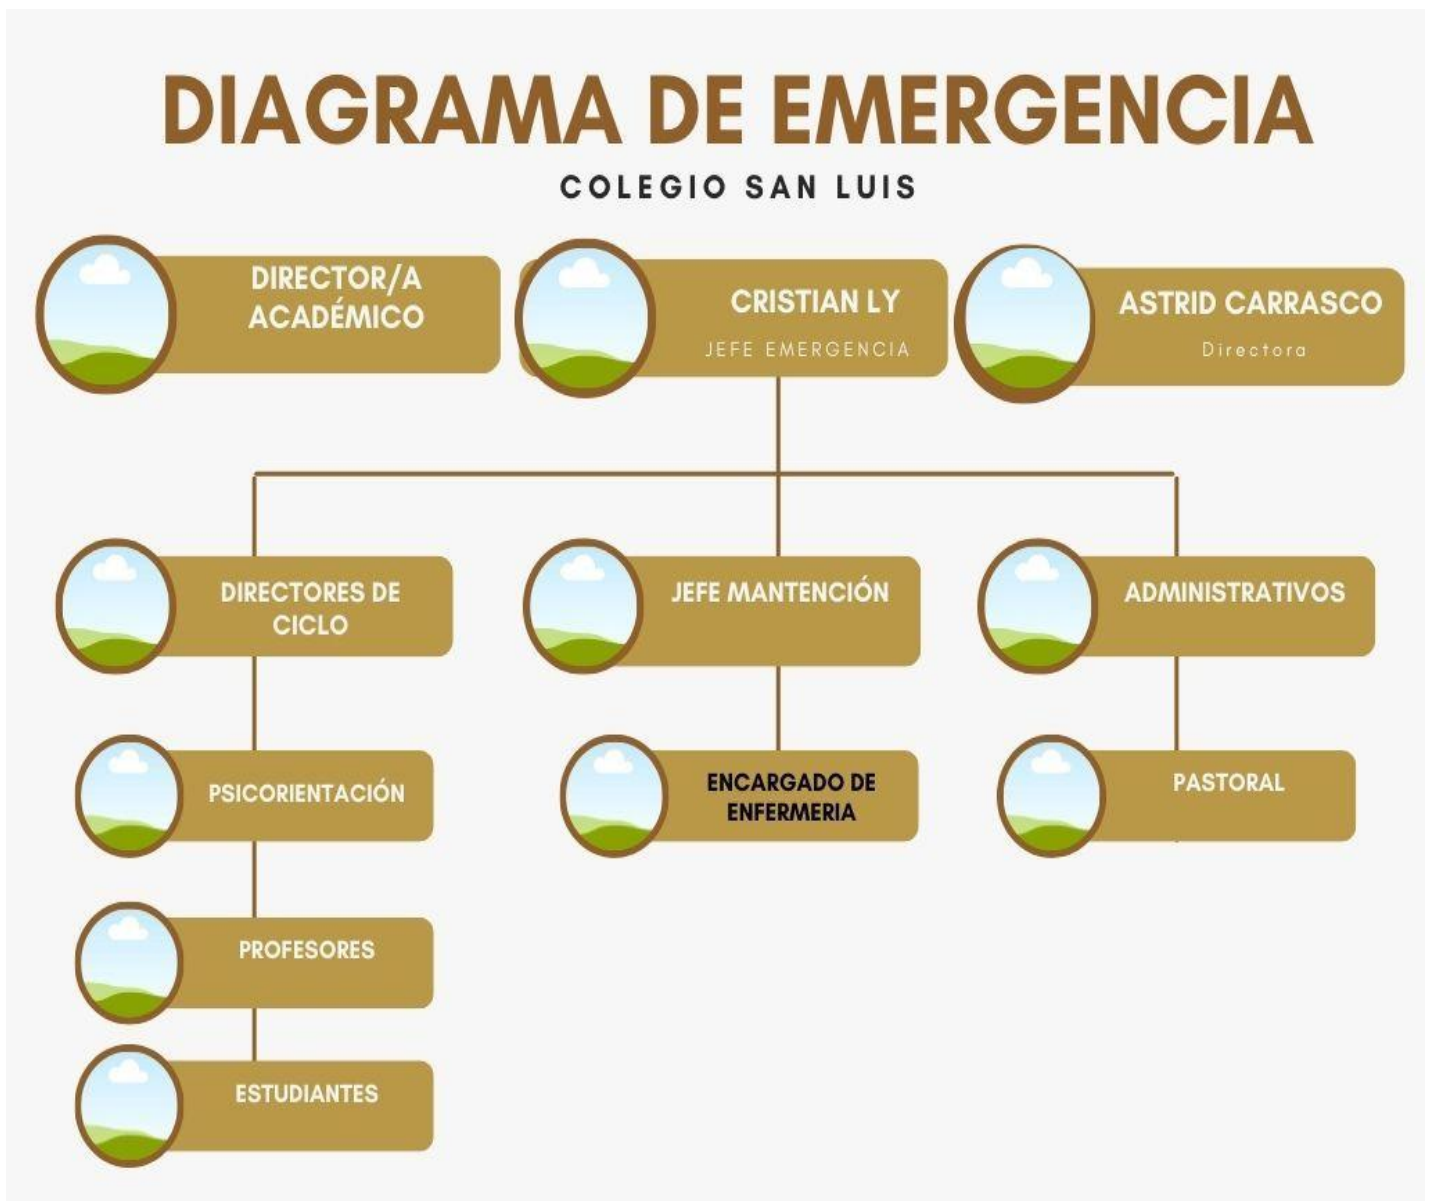 DIAGRAMA DE EMERGENCIA
COLEGIO SAN LUIS
DIRECTOR/A
ACADÉMICO
CRISTIAN LY
JEFE EMERGENCIA
ASTRID CARRASCO
Directora
DIRECTORES DE
CICLO
JEFE MANTENCIÓN
ADMINISTRATIVOS
PSICORIENTACIÓN
ENCARGADO DE
ENFERMERIA
PASTORAL
PROFESORES
ESTUDIANTES